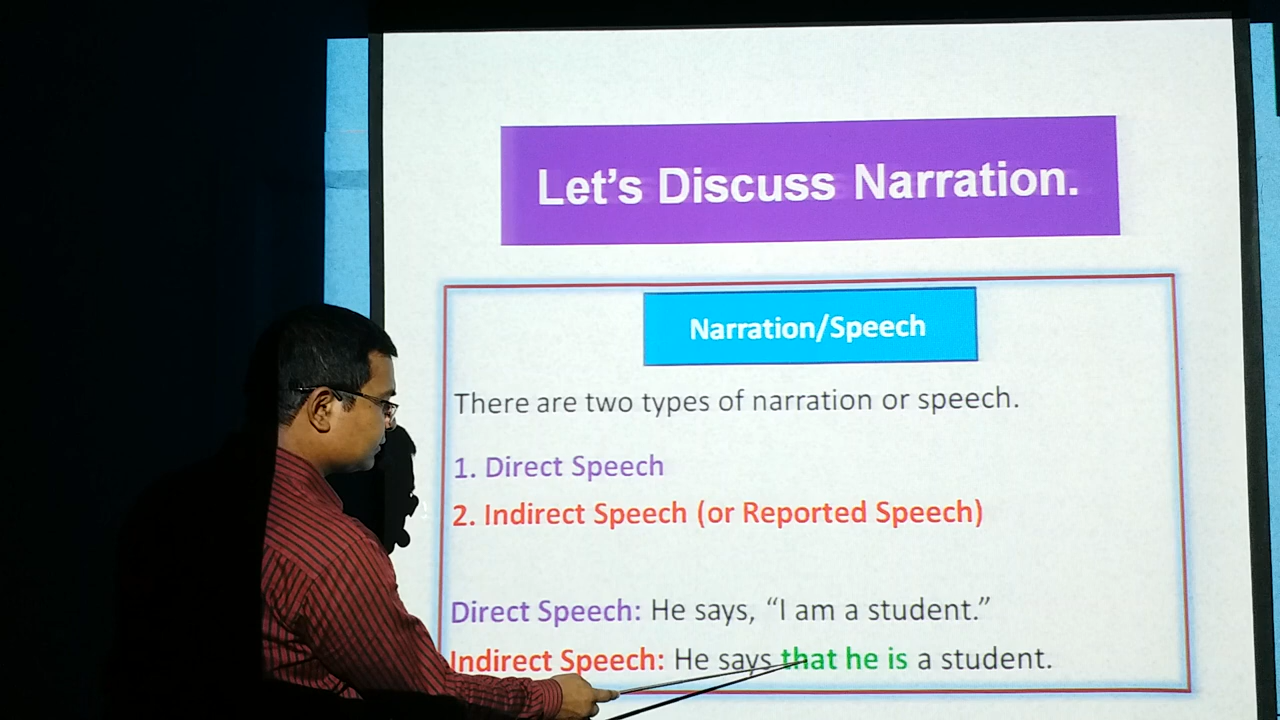 Let’s Discuss Narration.
Narration/Speech
There are two types of narration or speech.
1. Direct Speech
2. Indirect Speech (or Reported Speech)
Direct Speech: He says, “I am a student.”
Indirect Speech: He says that he is a student.